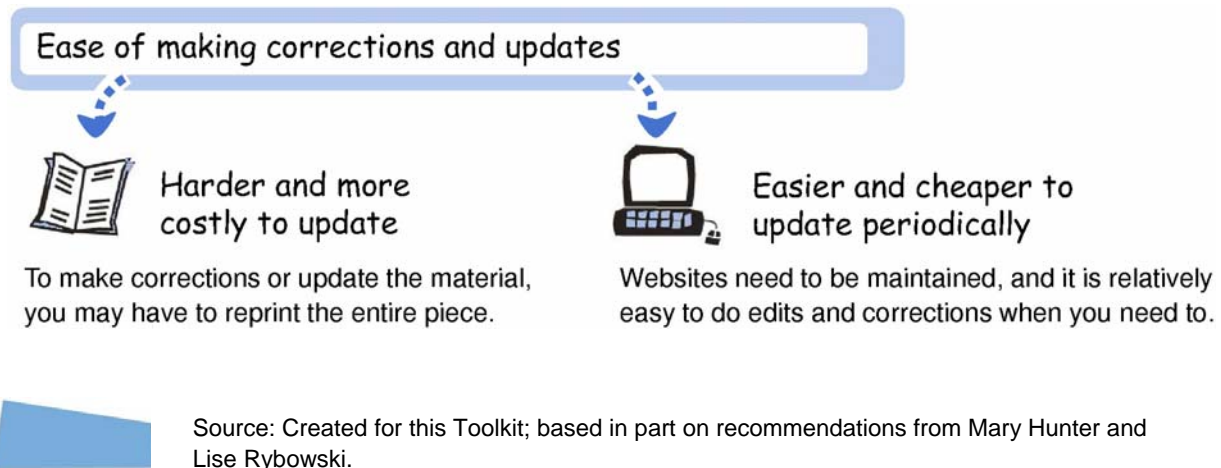 Ease of making corrections and updates
Harder and more
costly to update
To make corrections or update the material,
you may have to reprint the entire piece.
Easier and cheaper to
update periodically
Websites need to be maintained, and it is relatively
easy to do edits and corrections when you need to.
Source: Created for this Toolkit; based in part on recommendations from Mary Hunter and
Lise Rybowski.